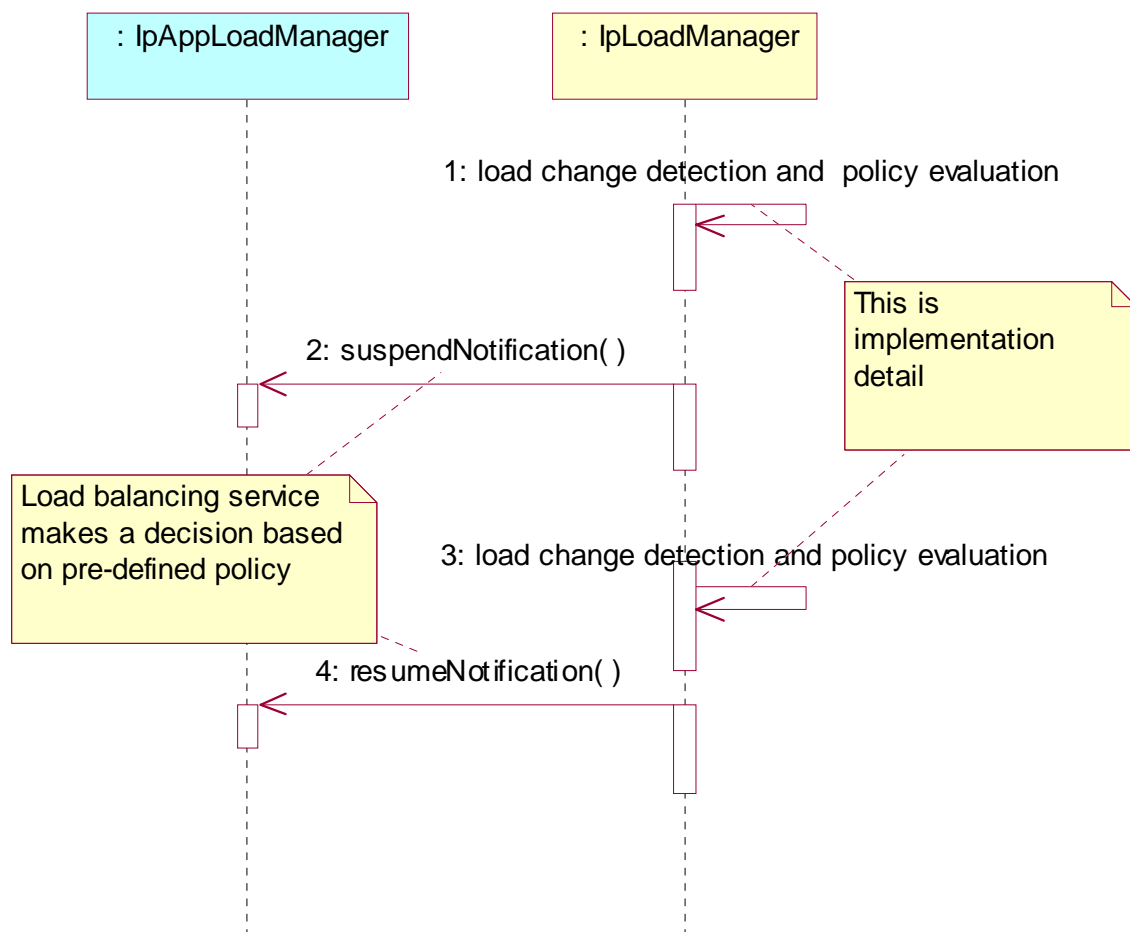 : IpAppLoadManager
: IpLoadManager
1: load change detection and  policy evaluation
This is
implementation
detail
2: suspendNotification( )
Load balancing service
makes a decision based
on pre-defined policy
3: load change detection and policy evaluation
4: resumeNotification( )